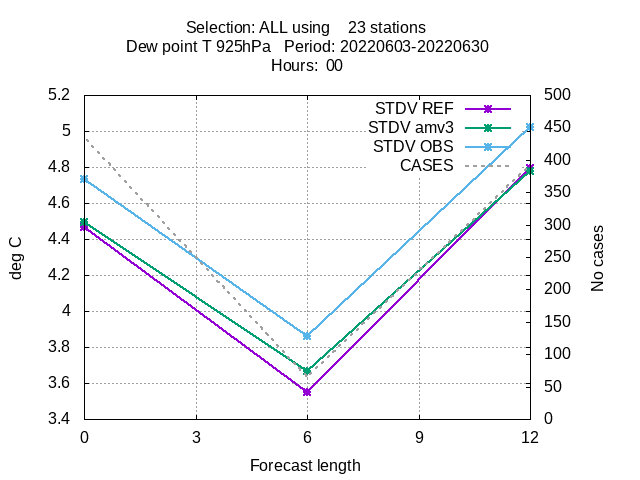 Selection: ALL using    23 stations
Dew point T 925hPa   Period: 20220603-20220630
Hours:  00
5.2
5
4.8
4.6
4.4
4.2
4
3.8
3.6
3.4
deg C
500
450
400
350
300
250
200
150
100
50
0
No cases
STDV REF
STDV amv3
STDV OBS
CASES
0 3 6 9 12
Forecast length